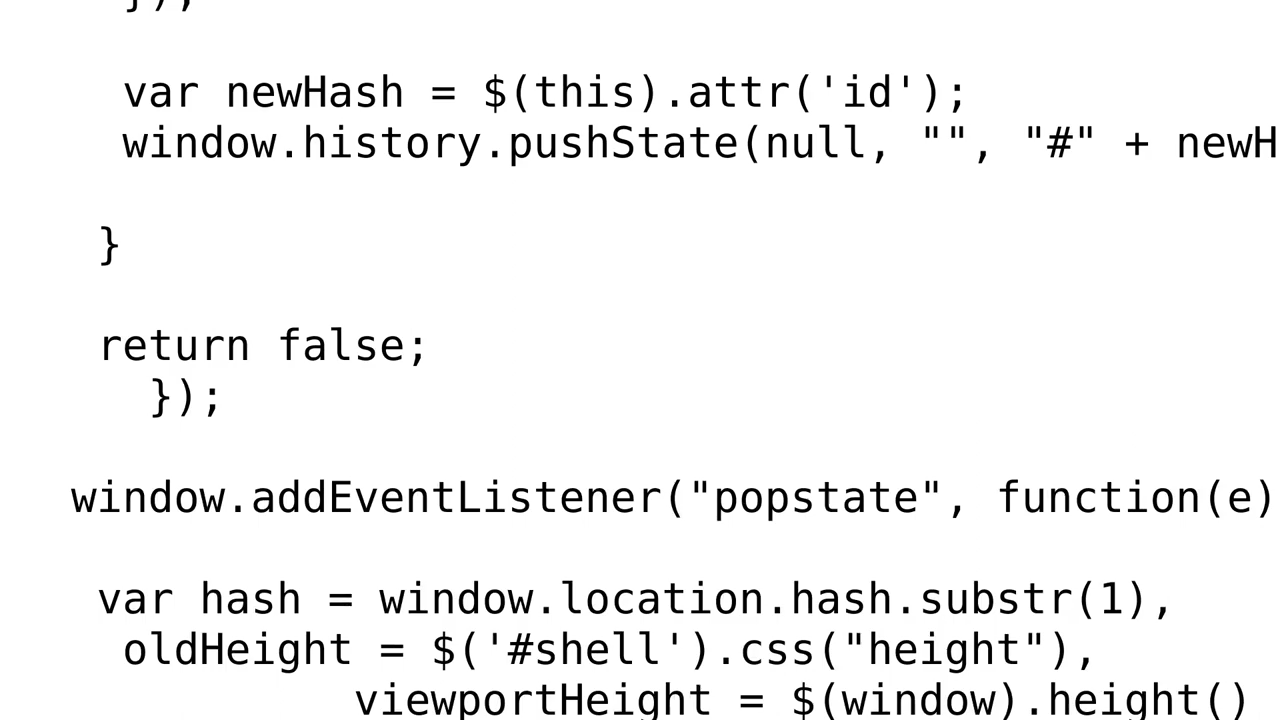 });
var newHash = $(this).attr('id');
window.history.pushState(null, "", "#" + newH
}
return false;
});
window.addEventListener("popstate", function(e)
var hash = window.location.hash.substr(1),
oldHeight = $('#shell').css("height"),
viewportHeight = $(window).height()